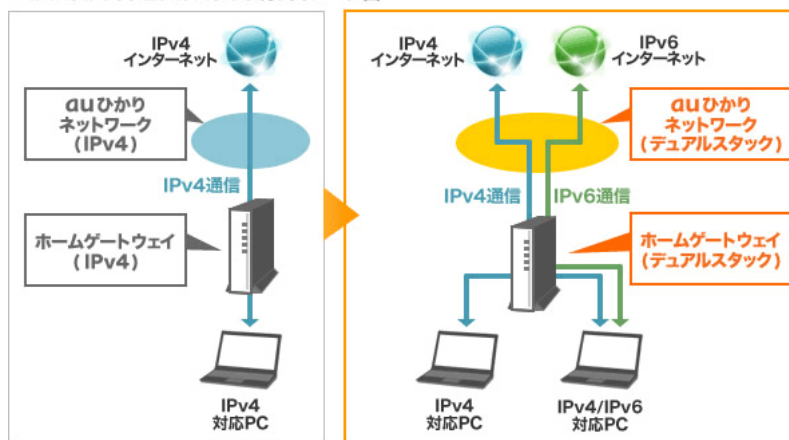 IPv4
インターネット
auひかり
ネットワーク
(IPv4)
IPv4通信
ホームゲートウェイ
(IPv4)
IPv4
対応PC
IPv4
インターネット
IPv6
インターネット
auひかり
ネットワーク
(デュアルスタック)
IPv4通信
IPv6通信
ホームゲートウェイ
(デュアルスタック)
IPv4
対応PC
IPv4/IPv6
対応PC